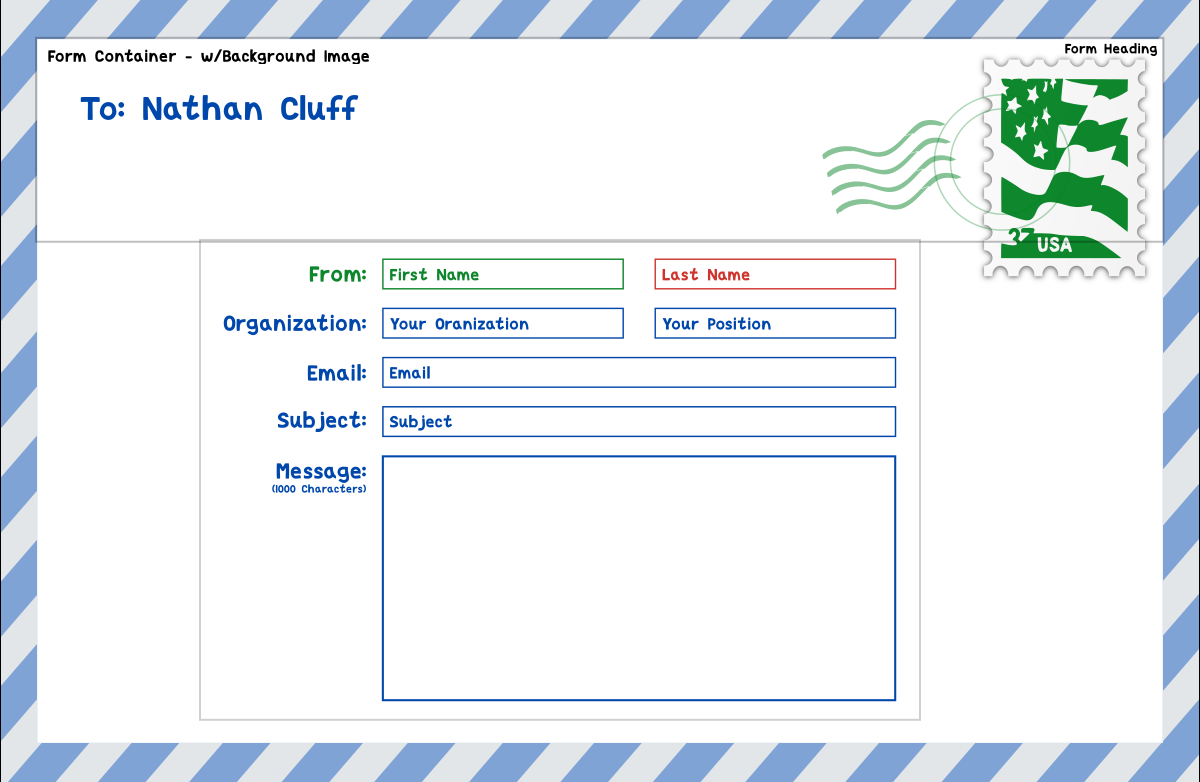 Form Container - w/Background Image
Form Heading
To: Nathan Cluff
37 USA
From: First Name Last Name
Organization: Your Oranization Your Position
Email: Email
Subject: Subject
Message:
(1000 Characters)